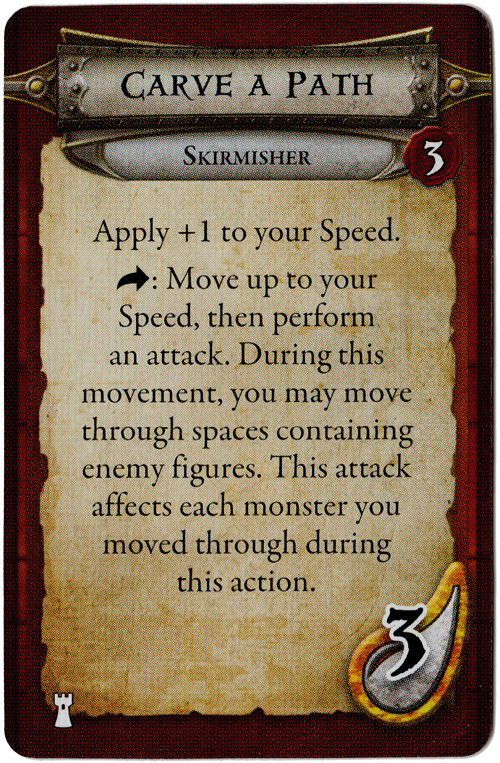 Carve a Path
Skirmisher
3
Apply +1 to your Speed.
: Move up to your
Speed, then perform
an attack. During this
movement, you may move
through spaces containing
enemy figures. This attack
affects each monster you
moved through during
this action.
3